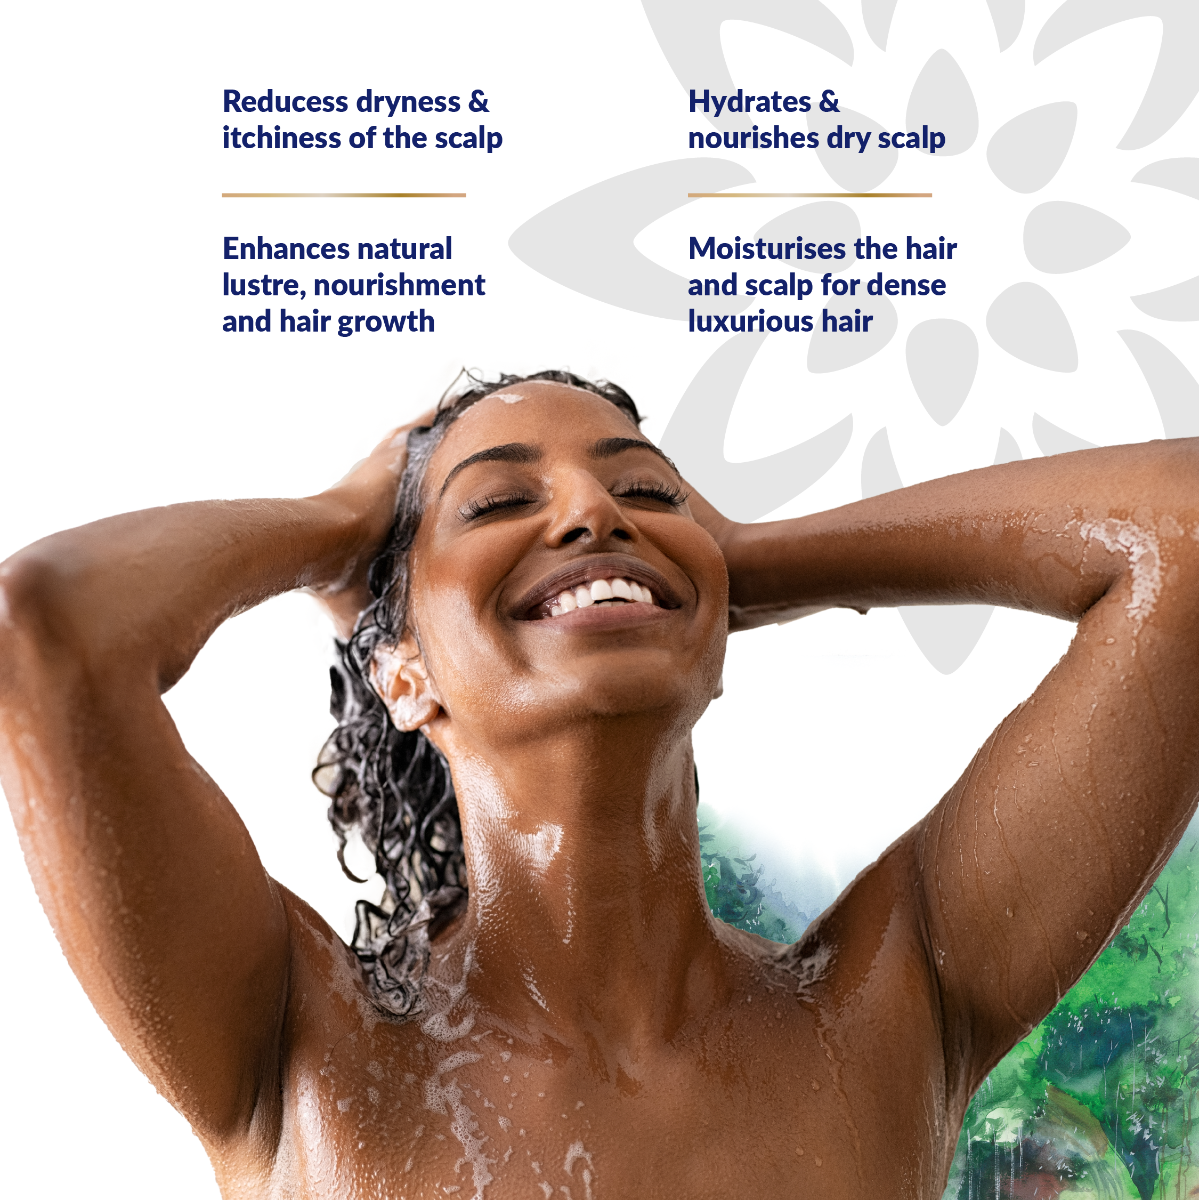 Reducess dryness &
itchiness of the scalp
Enhances natural
lustre, nourishment
and hair growth
Hydrates &
nourishes dry scalp
Moisturises the hair
and scalp for dense
luxurious hair